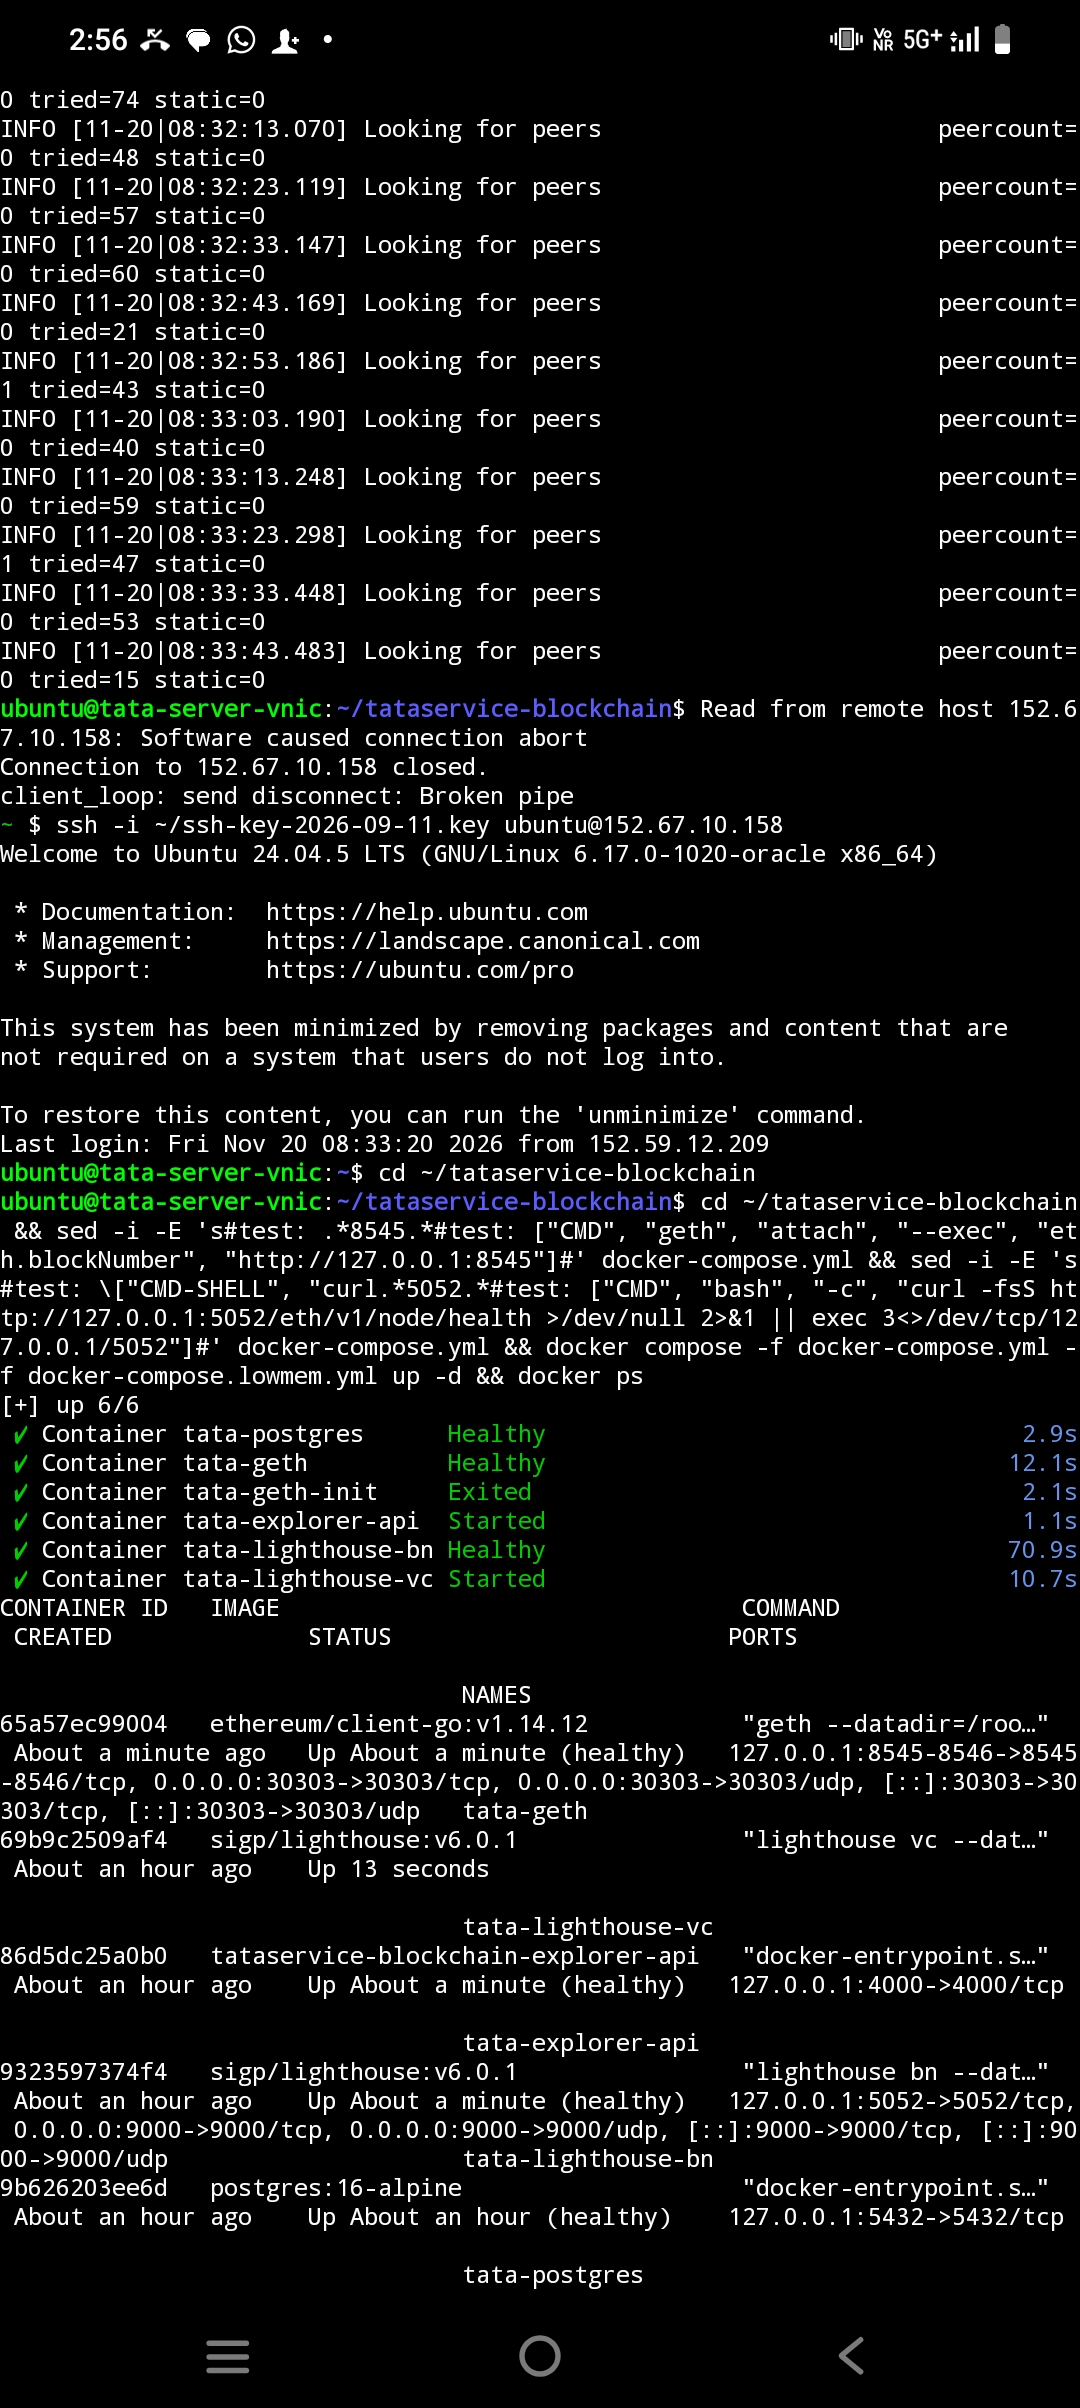 2:56
Vo NR 5G+
0 tried=74 static=0
INFO [11-20|08:32:13.070] Looking for peers peercount=
0 tried=48 static=0
INFO [11-20|08:32:23.119] Looking for peers peercount=
0 tried=57 static=0
INFO [11-20|08:32:33.147] Looking for peers peercount=
0 tried=60 static=0
INFO [11-20|08:32:43.169] Looking for peers peercount=
0 tried=21 static=0
INFO [11-20|08:32:53.186] Looking for peers peercount=
1 tried=43 static=0
INFO [11-20|08:33:03.190] Looking for peers peercount=
0 tried=40 static=0
INFO [11-20|08:33:13.248] Looking for peers peercount=
0 tried=59 static=0
INFO [11-20|08:33:23.298] Looking for peers peercount=
1 tried=47 static=0
INFO [11-20|08:33:33.448] Looking for peers peercount=
0 tried=53 static=0
INFO [11-20|08:33:43.483] Looking for peers peercount=
0 tried=15 static=0
ubuntu@tata-server-vnic:~/tataservice-blockchain$ Read from remote host 152.6
7.10.158: Software caused connection abort
Connection to 152.67.10.158 closed.
client_loop: send disconnect: Broken pipe
~ $ ssh -i ~/ssh-key-2026-09-11.key ubuntu@152.67.10.158
Welcome to Ubuntu 24.04.5 LTS (GNU/Linux 6.17.0-1020-oracle x86_64)
* Documentation: https://help.ubuntu.com
* Management: https://landscape.canonical.com
* Support: https://ubuntu.com/pro
This system has been minimized by removing packages and content that are
not required on a system that users do not log into.
To restore this content, you can run the 'unminimize' command.
Last login: Fri Nov 20 08:33:20 2026 from 152.59.12.209
ubuntu@tata-server-vnic:~$ cd ~/tataservice-blockchain
ubuntu@tata-server-vnic:~/tataservice-blockchain$ cd ~/tataservice-blockchain
&& sed -i -E 's#test: .*8545.*#test: ["CMD", "geth", "attach", "--exec", "et
h.blockNumber", "http://127.0.0.1:8545"]#' docker-compose.yml && sed -i -E 's
#test: \["CMD-SHELL", "curl.*5052.*#test: ["CMD", "bash", "-c", "curl -fsS ht
tp://127.0.0.1:5052/eth/v1/node/health >/dev/null 2>&1 || exec 3<>/dev/tcp/12
7.0.0.1/5052"]#' docker-compose.yml && docker compose -f docker-compose.yml -
f docker-compose.lowmem.yml up -d && docker ps
[+] up 6/6
✔ Container tata-postgres Healthy 2.9s
✔ Container tata-geth Healthy 12.1s
✔ Container tata-geth-init Exited 2.1s
✔ Container tata-explorer-api Started 1.1s
✔ Container tata-lighthouse-bn Healthy 70.9s
✔ Container tata-lighthouse-vc Started 10.7s
CONTAINER ID IMAGE COMMAND
CREATED STATUS PORTS
NAMES
65a57ec99004 ethereum/client-go:v1.14.12 "geth --datadir=/roo…"
About a minute ago Up About a minute (healthy) 127.0.0.1:8545-8546->8545
-8546/tcp, 0.0.0.0:30303->30303/tcp, 0.0.0.0:30303->30303/udp, [::]:30303->30
303/tcp, [::]:30303->30303/udp tata-geth
69b9c2509af4 sigp/lighthouse:v6.0.1 "lighthouse vc --dat…"
About an hour ago Up 13 seconds
tata-lighthouse-vc
86d5dc25a0b0 tataservice-blockchain-explorer-api "docker-entrypoint.s…"
About an hour ago Up About a minute (healthy) 127.0.0.1:4000->4000/tcp
tata-explorer-api
9323597374f4 sigp/lighthouse:v6.0.1 "lighthouse bn --dat…"
About an hour ago Up About a minute (healthy) 127.0.0.1:5052->5052/tcp,
0.0.0.0:9000->9000/tcp, 0.0.0.0:9000->9000/udp, [::]:9000->9000/tcp, [::]:90
00->9000/udp tata-lighthouse-bn
9b626203ee6d postgres:16-alpine "docker-entrypoint.s…"
About an hour ago Up About an hour (healthy) 127.0.0.1:5432->5432/tcp
tata-postgres